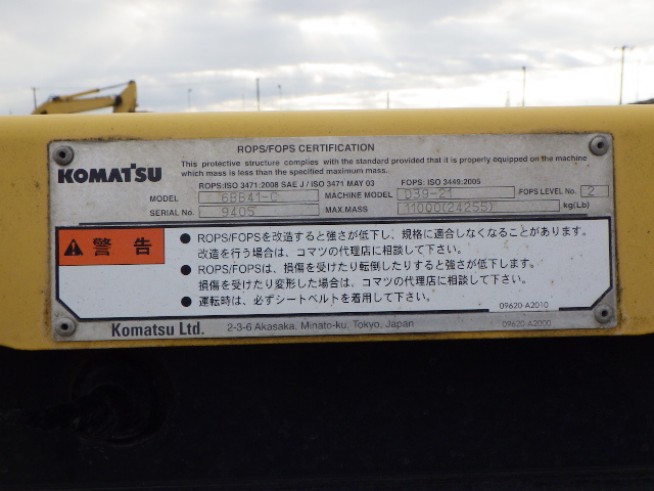 ROPS/FOPS CERTIFICATION
KOMATSU
This protective structure complies with the standard provided that it is properly equipped on the machine
which mass is less than the specified maximum mass.
ROPS:ISO 3471:2008 SAE J / ISO 3471 MAY 03 FOPS: ISO 3449:2005
MODEL 6BB41-C MACHINE MODEL D39-21 FOPS LEVEL No. 2
SERIAL No. 9405 MAX.MASS 11000(24255) kg(Lb)
警告
● ROPS/FOPSを改造すると強さが低下し、規格に適合しなくなることがあります。
改造を行う場合は、コマツの代理店に相談して下さい。
● ROPS/FOPSは、損傷を受けたり転倒したりすると強さが低下します。
損傷を受けたり変形した場合は、コマツの代理店に相談して下さい。
● 運転時は、必ずシートベルトを着用して下さい。
09620-A2010
Komatsu Ltd. 2-3-6 Akasaka, Minato-ku, Tokyo, Japan 09620-A2000